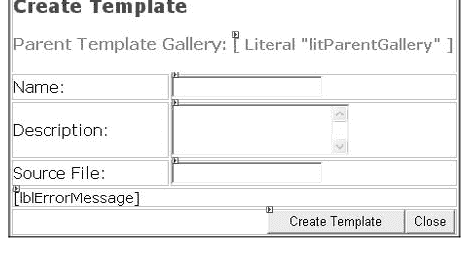 Create Template
Parent Template Gallery: [ Literal "litParentGallery" ]
Name:
Description:
Source File:
[lblErrorMessage]
Create Template Close